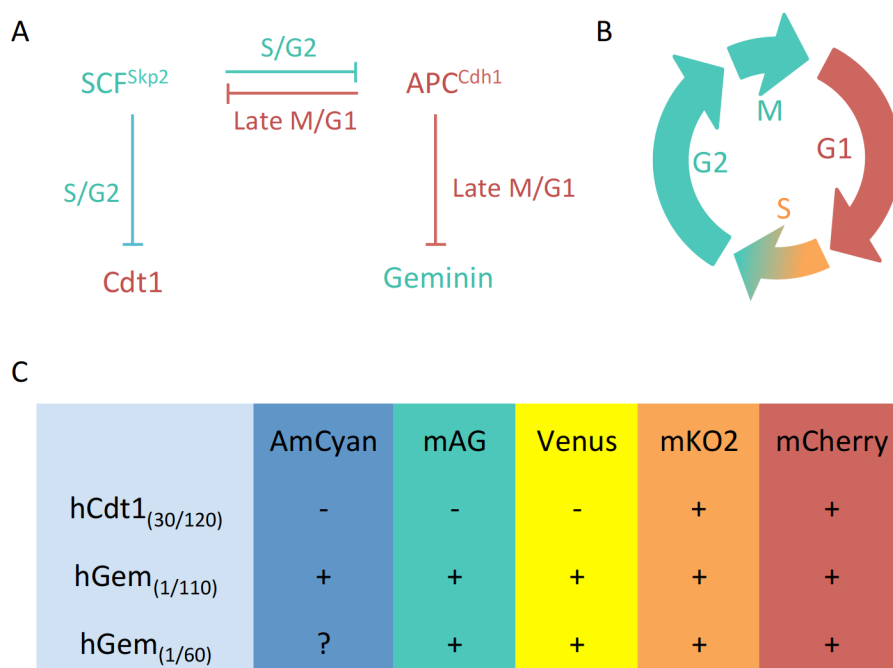 A
S/G2
SCF^Skp2
APC^Cdh1
Late M/G1
S/G2
Late M/G1
Cdt1
Geminin
B
M
G1
G2
S
C
AmCyan mAG Venus mKO2 mCherry
hCdt1(30/120) - - - + +
hGem(1/110) + + + + +
hGem(1/60) ? + + + +